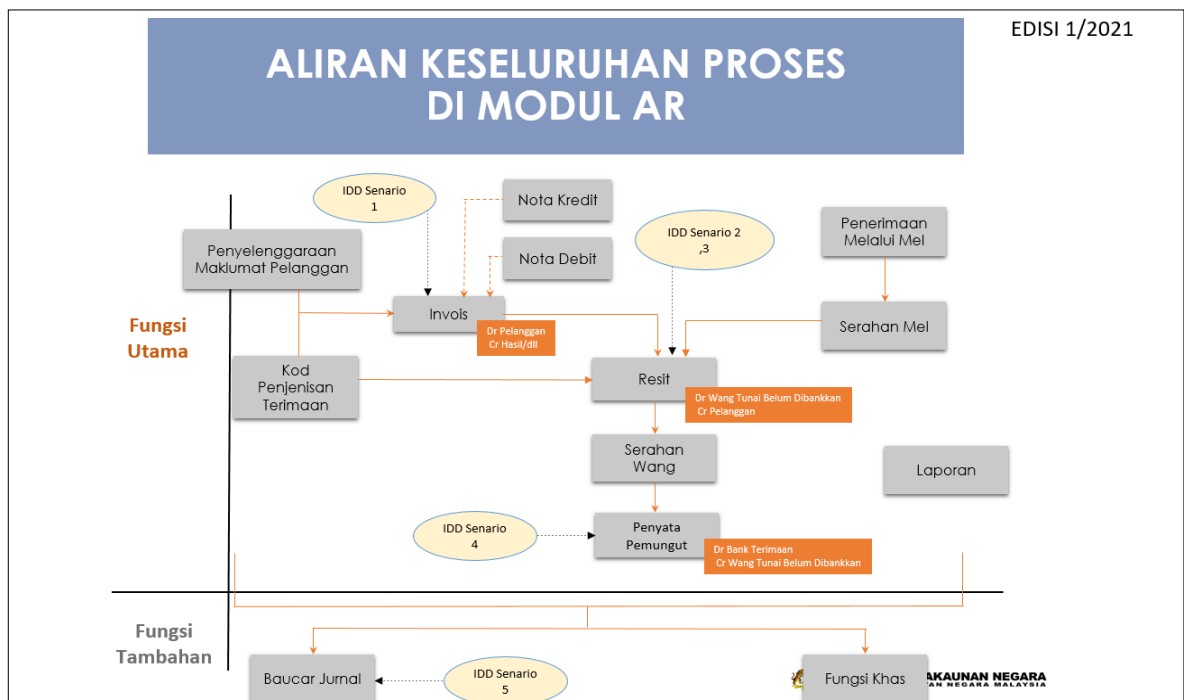 EDISI 1/2021
ALIRAN KESELURUHAN PROSES
DI MODUL AR
IDD Senario
1
Nota Kredit
Penerimaan
Melalui Mel
Penyelenggaraan
Maklumat Pelanggan
Nota Debit
IDD Senario 2
,3
Invois
Dr Pelanggan
Cr Hasil/dll
Serahan Mel
Fungsi
Utama
Kod
Penjenisan
Terimaan
Resit
Dr Wang Tunai Belum Dibankkan
Cr Pelanggan
Serahan
Wang
Laporan
IDD Senario
4
Penyata
Pemungut
Dr Bank Terimaan
Cr Wang Tunai Belum Dibankkan
Fungsi
Tambahan
Baucar Jurnal
IDD Senario
5
Fungsi Khas
NEGARA
NEGARA MALAYSIA